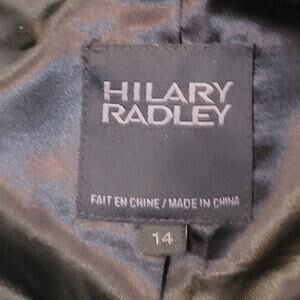 HILARY
RADLEY
FAIT EN CHINE / MADE IN CHINA
14